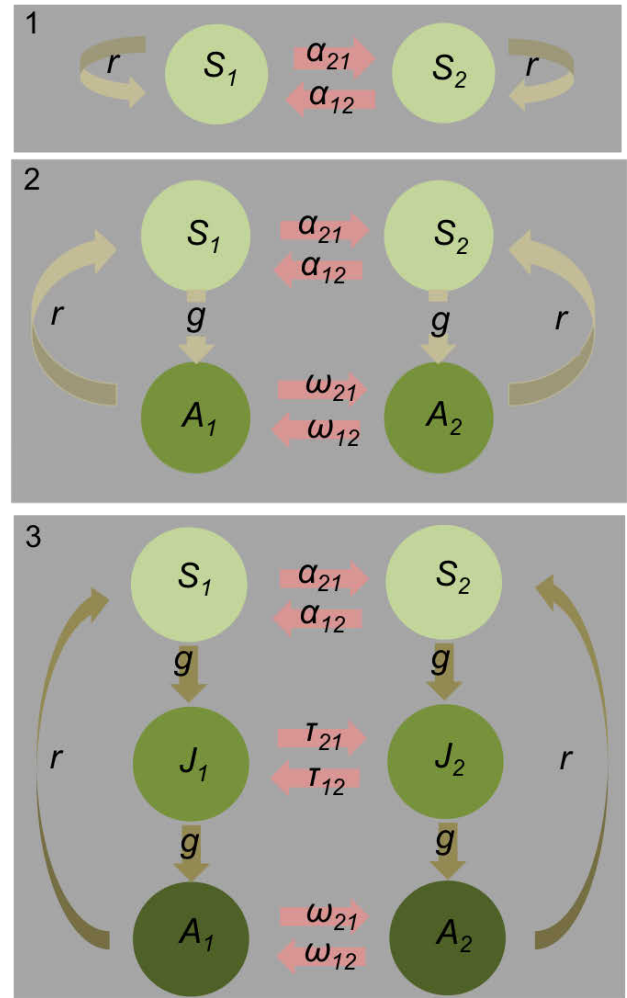 1
r S₁ α₂₁ S₂ r
α₁₂
2
S₁ α₂₁ S₂
α₁₂
r g g r
A₁ ω₂₁ A₂
ω₁₂
3
S₁ α₂₁ S₂
α₁₂
g g
r J₁ τ₂₁ J₂ r
τ₁₂
g g
A₁ ω₂₁ A₂
ω₁₂